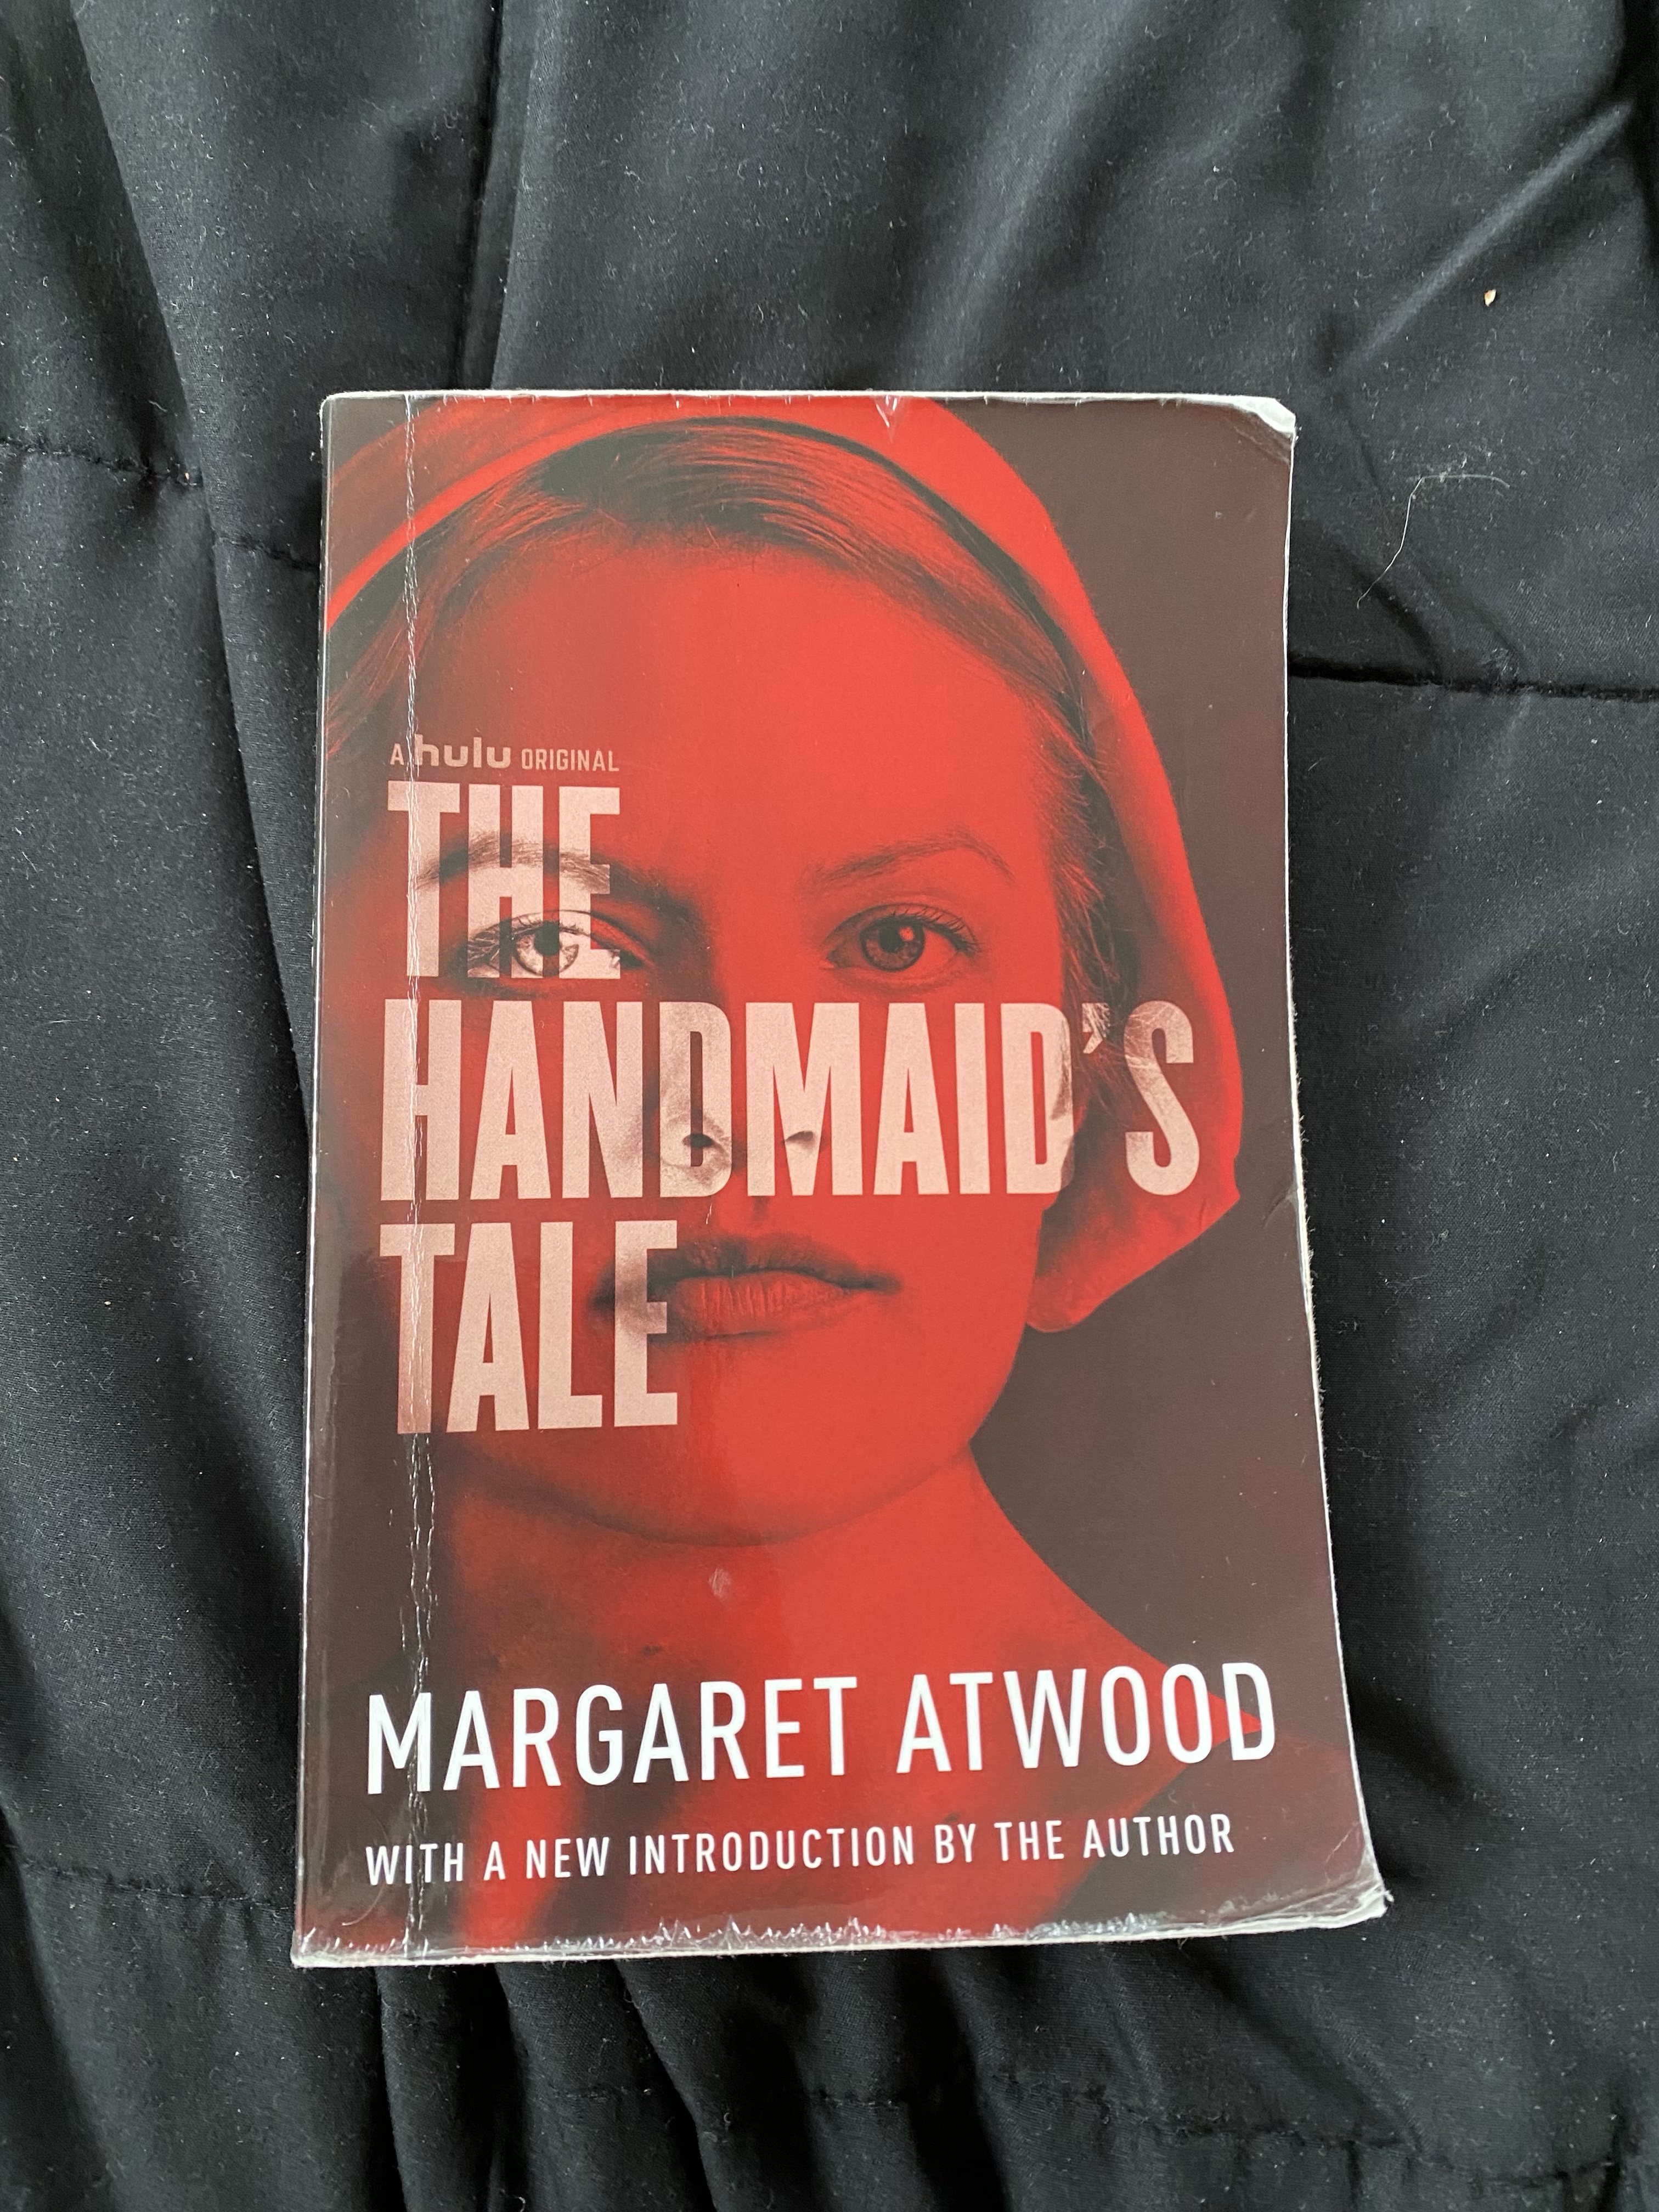 A hulu ORIGINAL
THE
HANDMAID'S
TALE
MARGARET ATWOOD
WITH A NEW INTRODUCTION BY THE AUTHOR